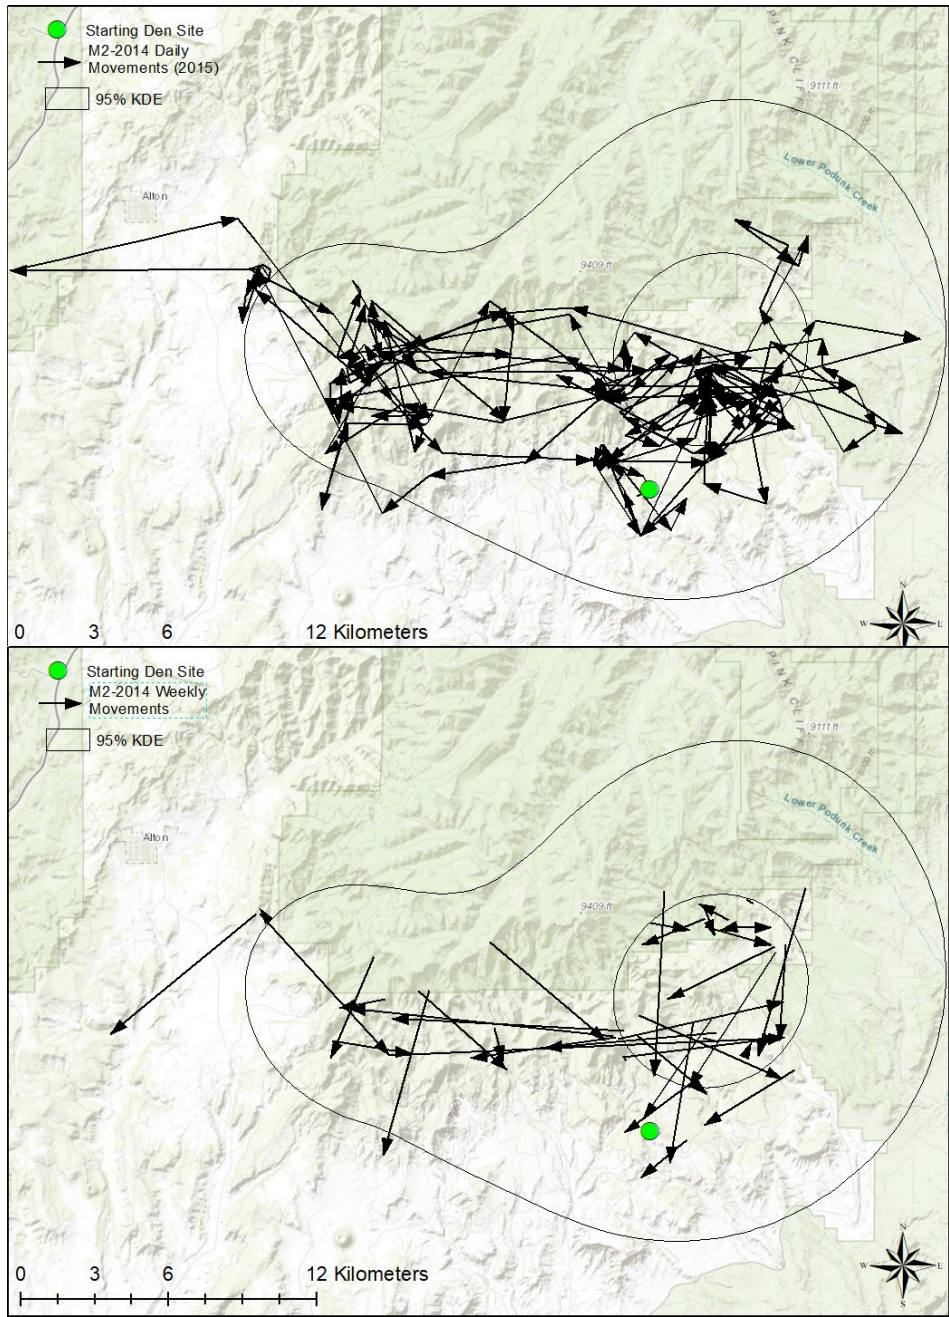 Starting Den Site
M2-2014 Daily
Movements (2015)
95% KDE
PINK CLIFFS
9111 ft
Lower Podunk Creek
Alton
9409 ft
N
W E
0 3 6 12 Kilometers
Starting Den Site
M2-2014 Weekly
Movements
95% KDE
PINK CLIFFS
9111 ft
Lower Podunk Creek
Alton
9409 ft
N
W E
S
0 3 6 12 Kilometers